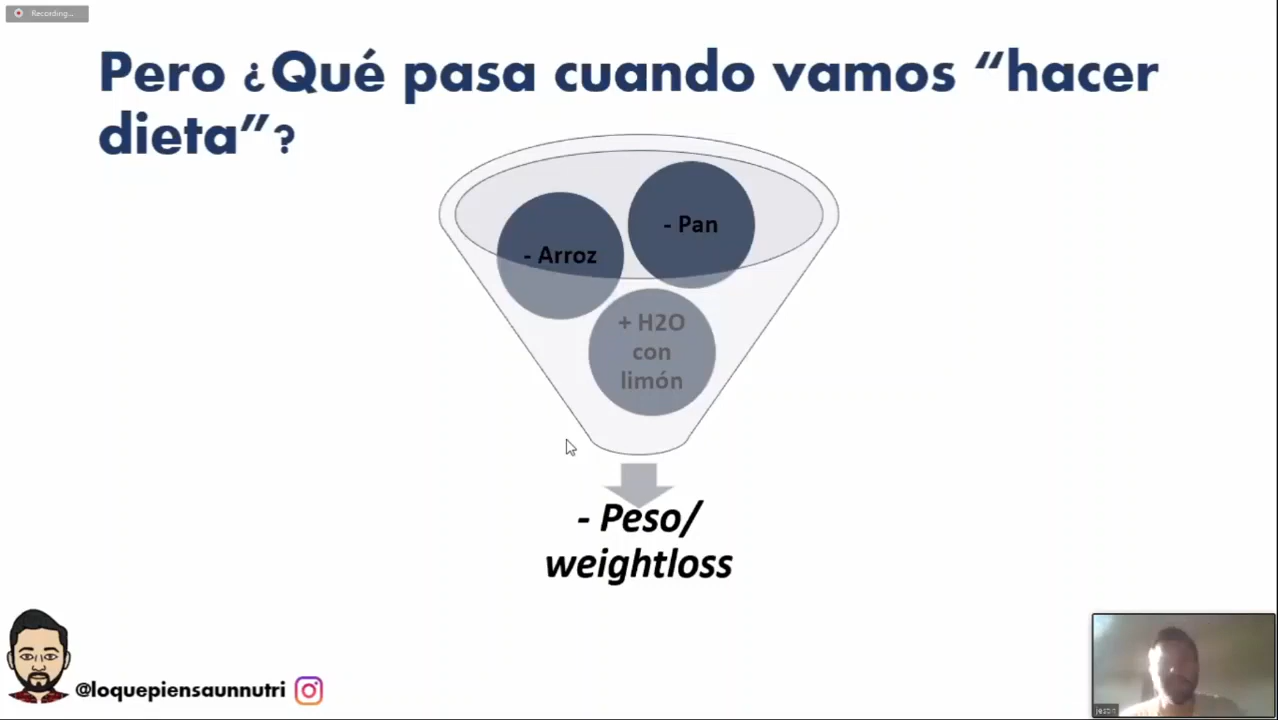 Recording...
Pero ¿Qué pasa cuando vamos “hacer
dieta”?
- Pan
- Arroz
+ H2O
con
limón
- Peso/
weightloss
@loquepiensaunnutri